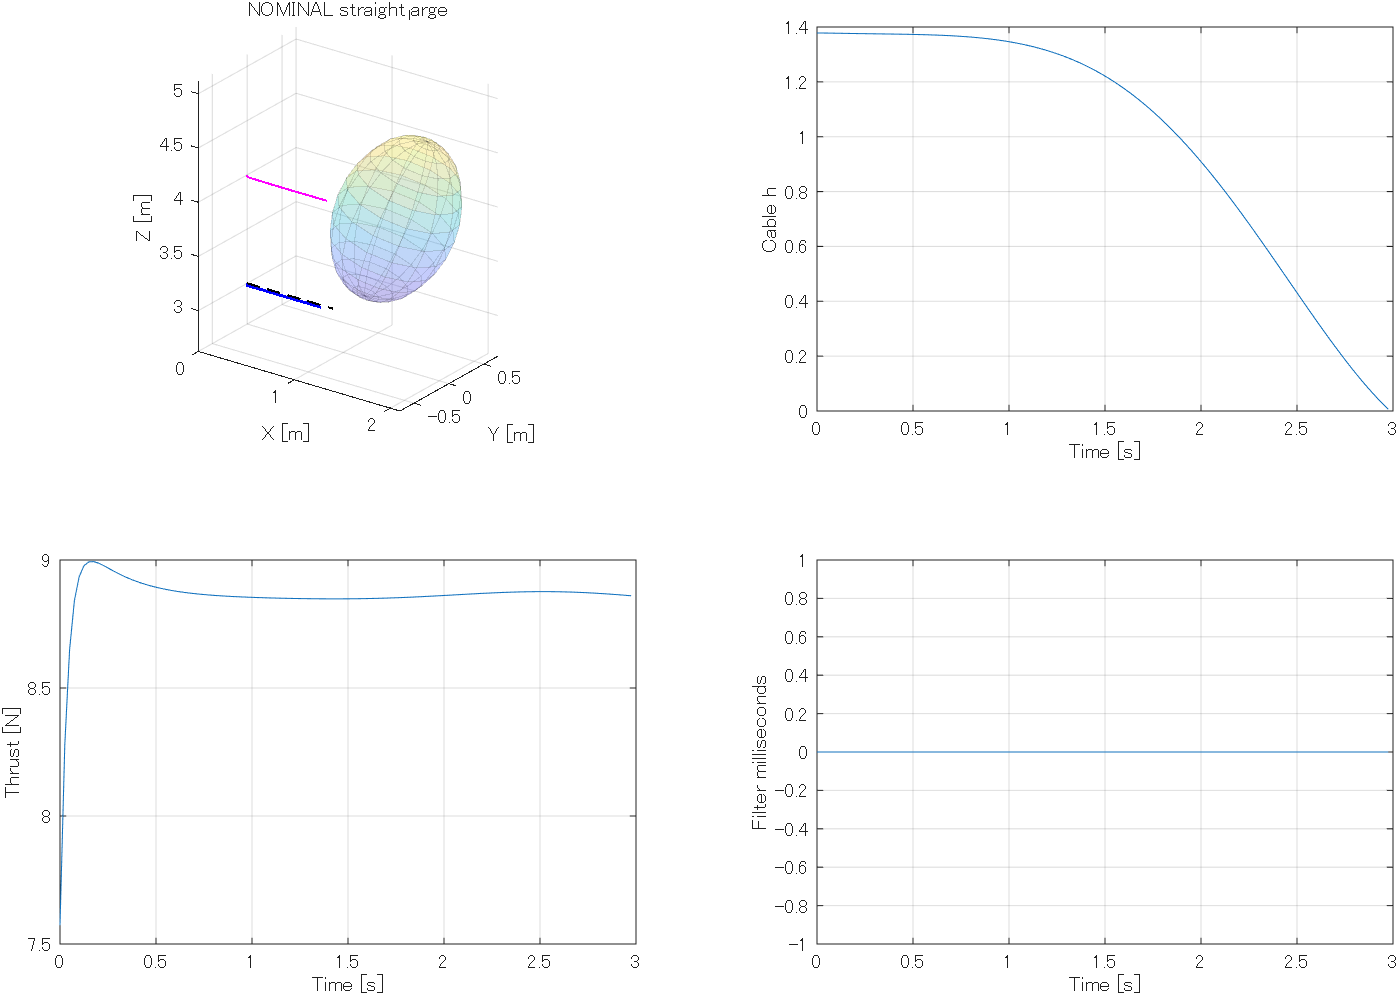 NOMINAL straightlarge
5
4.5
4
3.5
3
Z [m]
0
1
2
X [m]
-0.5
0
0.5
Y [m]
1.4
1.2
1
0.8
0.6
0.4
0.2
0
Cable h
0 0.5 1 1.5 2 2.5 3
Time [s]
9
8.5
8
7.5
Thrust [N]
0 0.5 1 1.5 2 2.5 3
Time [s]
1
0.8
0.6
0.4
0.2
0
-0.2
-0.4
-0.6
-0.8
-1
Filter milliseconds
0 0.5 1 1.5 2 2.5 3
Time [s]